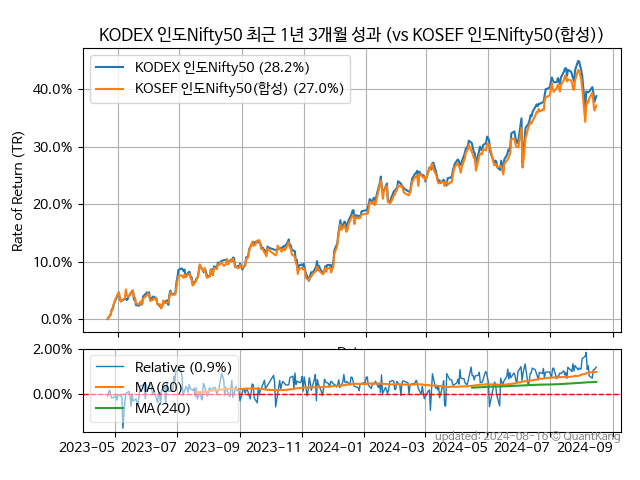 KODEX 인도Nifty50 최근 1년 3개월 성과 (vs KOSEF 인도Nifty50(합성))
KODEX 인도Nifty50 (28.2%)
KOSEF 인도Nifty50(합성) (27.0%)
Rate of Return (TR)
40.0%
30.0%
20.0%
10.0%
0.0%
2.00%
0.00%
Relative (0.9%)
MA(60)
MA(240)
2023-05 2023-07 2023-09 2023-11 2024-01 2024-03 2024-05 2024-07 2024-09
updated: 2024-08-16 © QuantKang